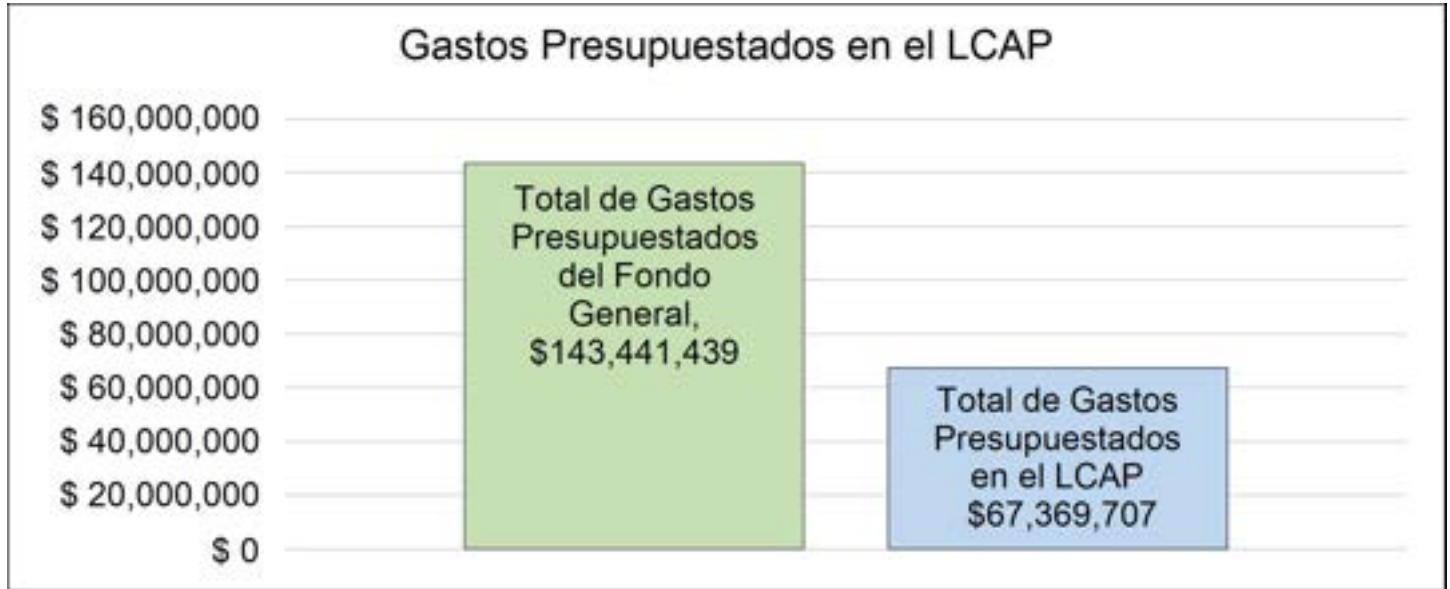 Gastos Presupuestados en el LCAP
$ 160,000,000
$ 140,000,000
$ 120,000,000
$ 100,000,000
$ 80,000,000
$ 60,000,000
$ 40,000,000
$ 20,000,000
$ 0
Total de Gastos
Presupuestados
del Fondo
General,
$143,441,439
Total de Gastos
Presupuestados
en el LCAP
$67,369,707